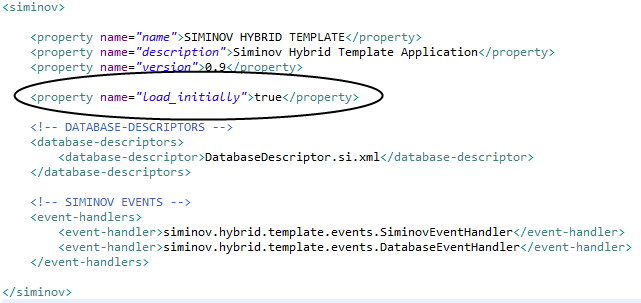 <siminov>
<property name="name">SIMINOV HYBRID TEMPLATE</property>
<property name="description">Siminov Hybrid Template Application</property>
<property name="version">0.9</property>
<property name="load_initially">true</property>
<!-- DATABASE-DESCRIPTORS -->
<database-descriptors>
<database-descriptor>DatabaseDescriptor.si.xml</database-descriptor>
</database-descriptors>
<!-- SIMINOV EVENTS -->
<event-handlers>
<event-handler>siminov.hybrid.template.events.SiminovEventHandler</event-handler>
<event-handler>siminov.hybrid.template.events.DatabaseEventHandler</event-handler>
</event-handlers>
</siminov>